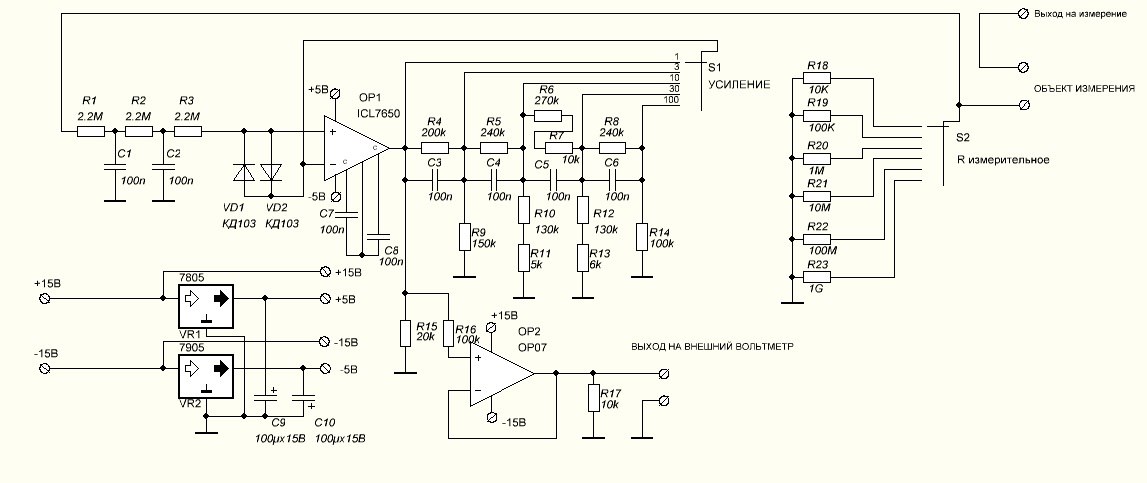 Выход на измерение
ОБЪЕКТ ИЗМЕРЕНИЯ
S1
УСИЛЕНИЕ
1
3
10
30
100
S2
R измерительное
R18
10K
R19
100K
R20
1M
R21
10M
R22
100M
R23
1G
R1
2.2M
R2
2.2M
R3
2.2M
C1
100n
C2
100n
VD1
КД103
VD2
КД103
+5В
OP1
ICL7650
+
−
C
C
-5В
C7
100n
C8
100n
R4
200k
R5
240k
R6
270k
R7
10k
R8
240k
C3
100n
C4
100n
C5
100n
C6
100n
R9
150k
R10
130k
R11
5k
R12
130k
R13
6k
R14
100k
+15В
7805
VR1
+15В
+5В
-15В
7905
VR2
-15В
-5В
+
C9
100µx15В
+
C10
100µx15В
R15
20k
R16
100k
+15В
OP2
OP07
+
−
-15В
ВЫХОД НА ВНЕШНИЙ ВОЛЬТМЕТР
R17
10k